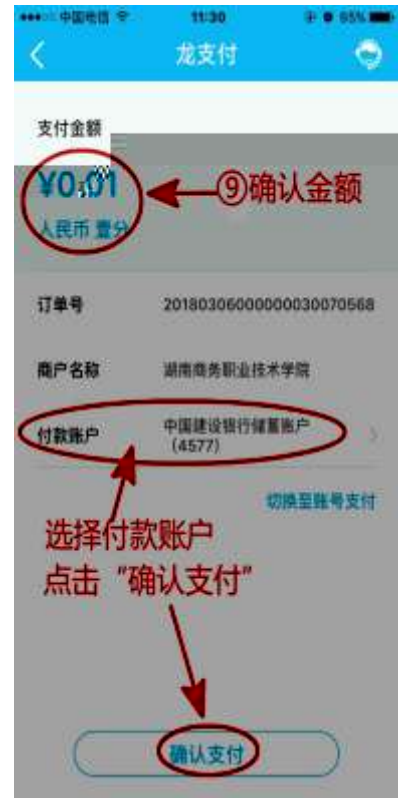 中国电信 11:30 65%
龙支付
支付金额
¥0.01
⑨确认金额
人民币 壹分
订单号 20180306000000030070568
商户名称 湖南商务职业技术学院
付款账户 中国建设银行储蓄账户
(4577)
切换至账号支付
选择付款账户
点击“确认支付”
确认支付